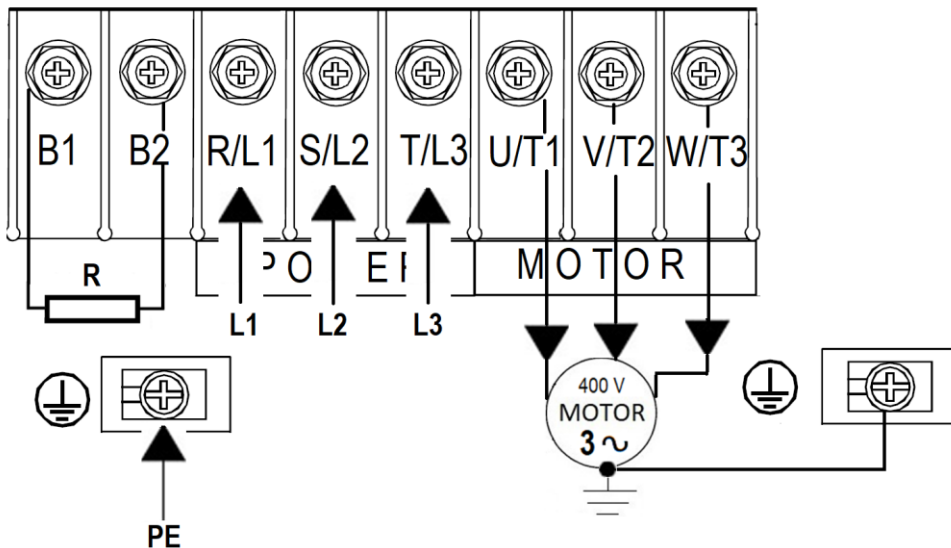 B1 B2 R/L1 S/L2 T/L3 U/T1 V/T2 W/T3
MOTOR
R
L1 L2 L3
400 V
MOTOR
3 ~
PE